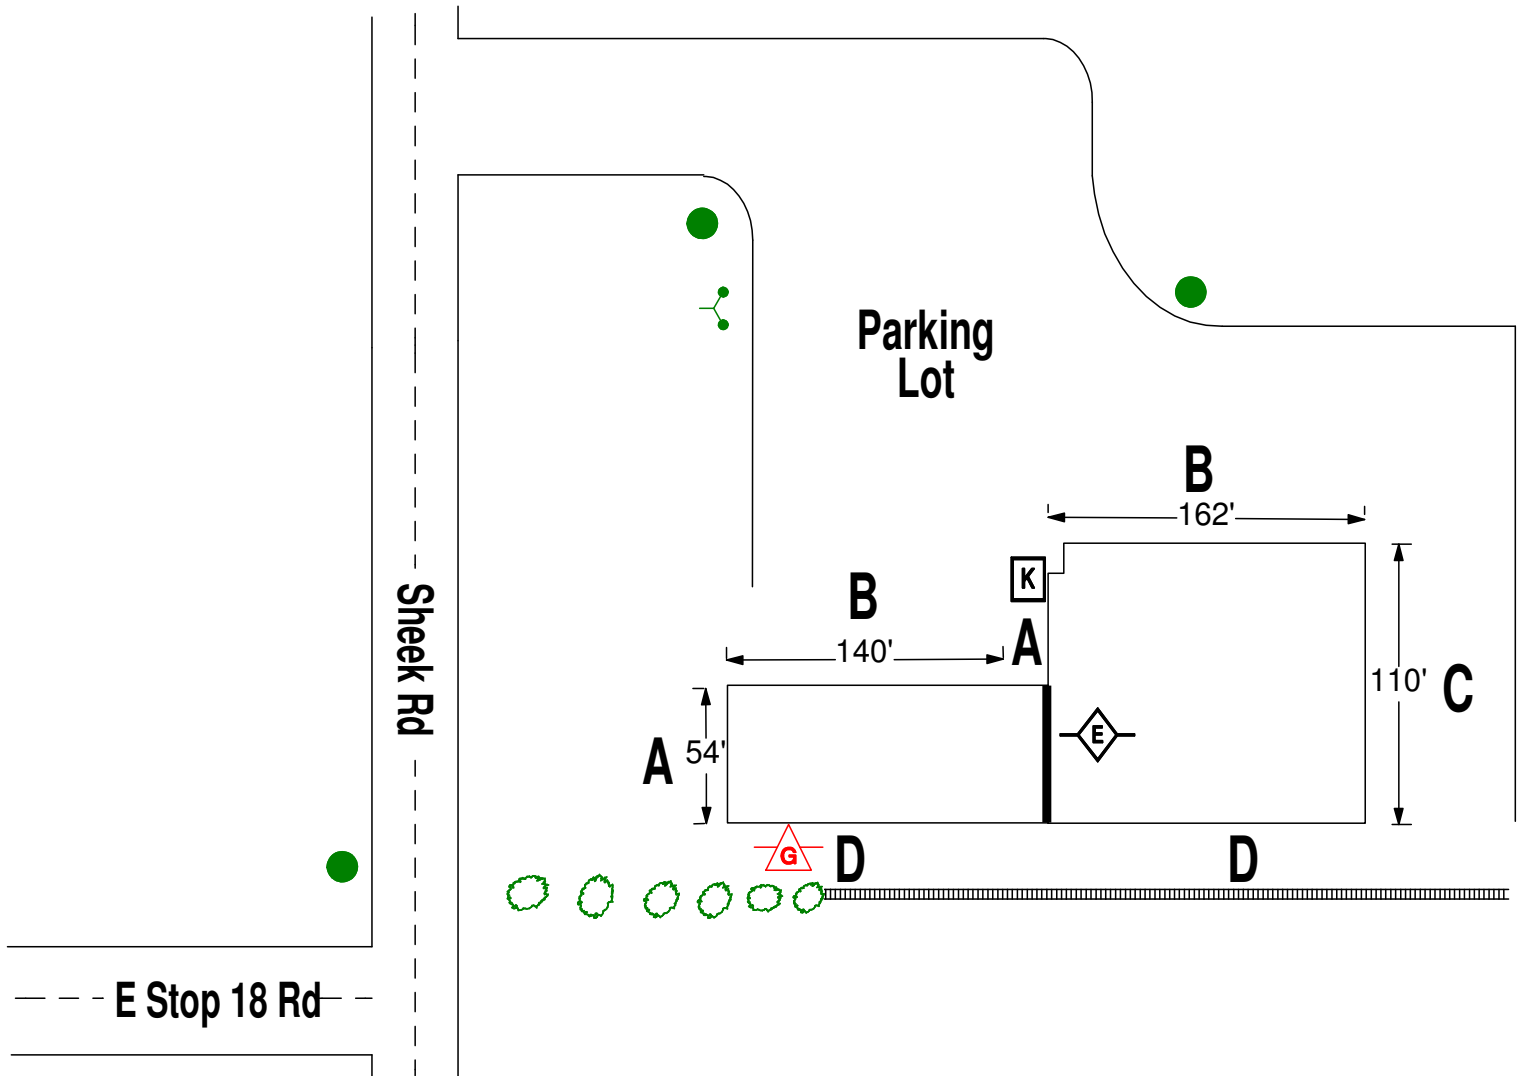 Parking
Lot
B
162'
K
B
A
140'
Sheek Rd
110'
C
E
A
54'
G
D
D
E Stop 18 Rd